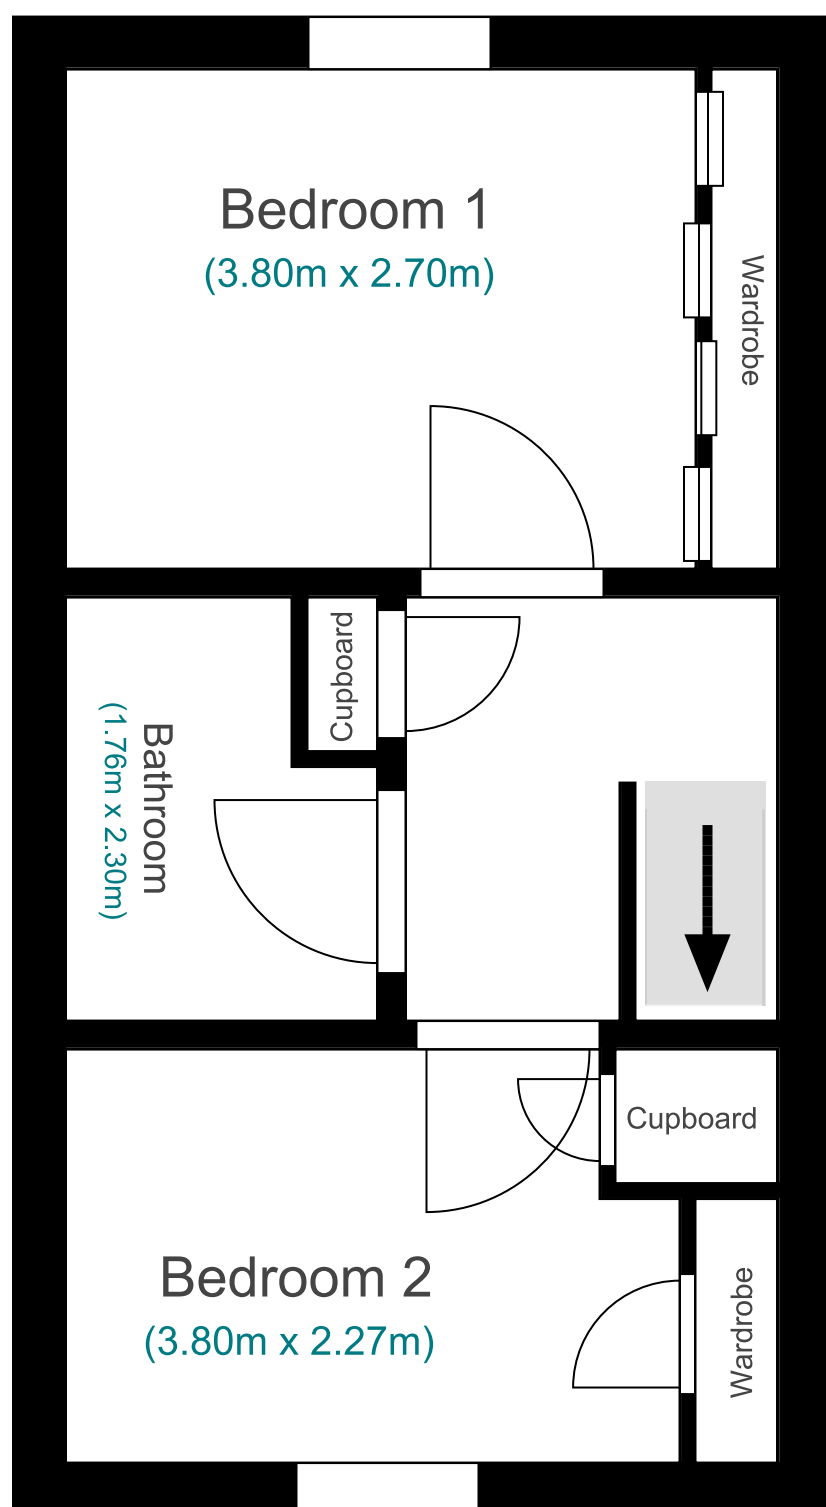 Bedroom 1
(3.80m x 2.70m)
Wardrobe
Cupboard
Bathroom
(1.76m x 2.30m)
Cupboard
Bedroom 2
(3.80m x 2.27m)
Wardrobe